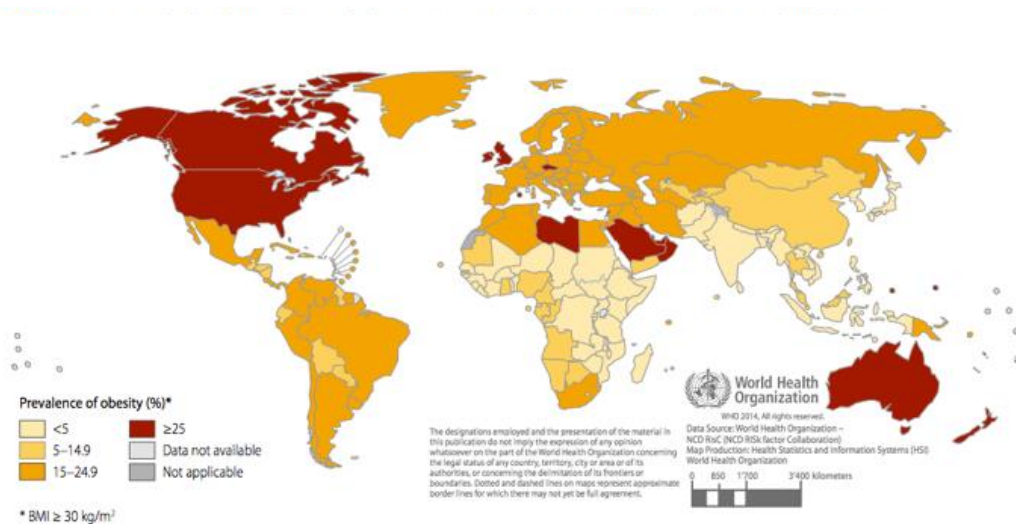 Prevalence of obesity (%)*
<5
5–14.9
15–24.9
≥25
Data not available
Not applicable
* BMI ≥ 30 kg/m²
The designations employed and the presentation of the material in
this publication do not imply the expression of any opinion
whatsoever on the part of the World Health Organization concerning
the legal status of any country, territory, city or area or of its
authorities, or concerning the delimitation of its frontiers or
boundaries. Dotted and dashed lines on maps represent approximate
border lines for which there may not yet be full agreement.
World Health
Organization
WHO 2014, All rights reserved.
Data Source: World Health Organization –
NCD RisC (NCD RISk factor Collaboration)
Map Production: Health Statistics and Information Systems (HSI)
World Health Organization
0 850 1'700 3'400 kilometers